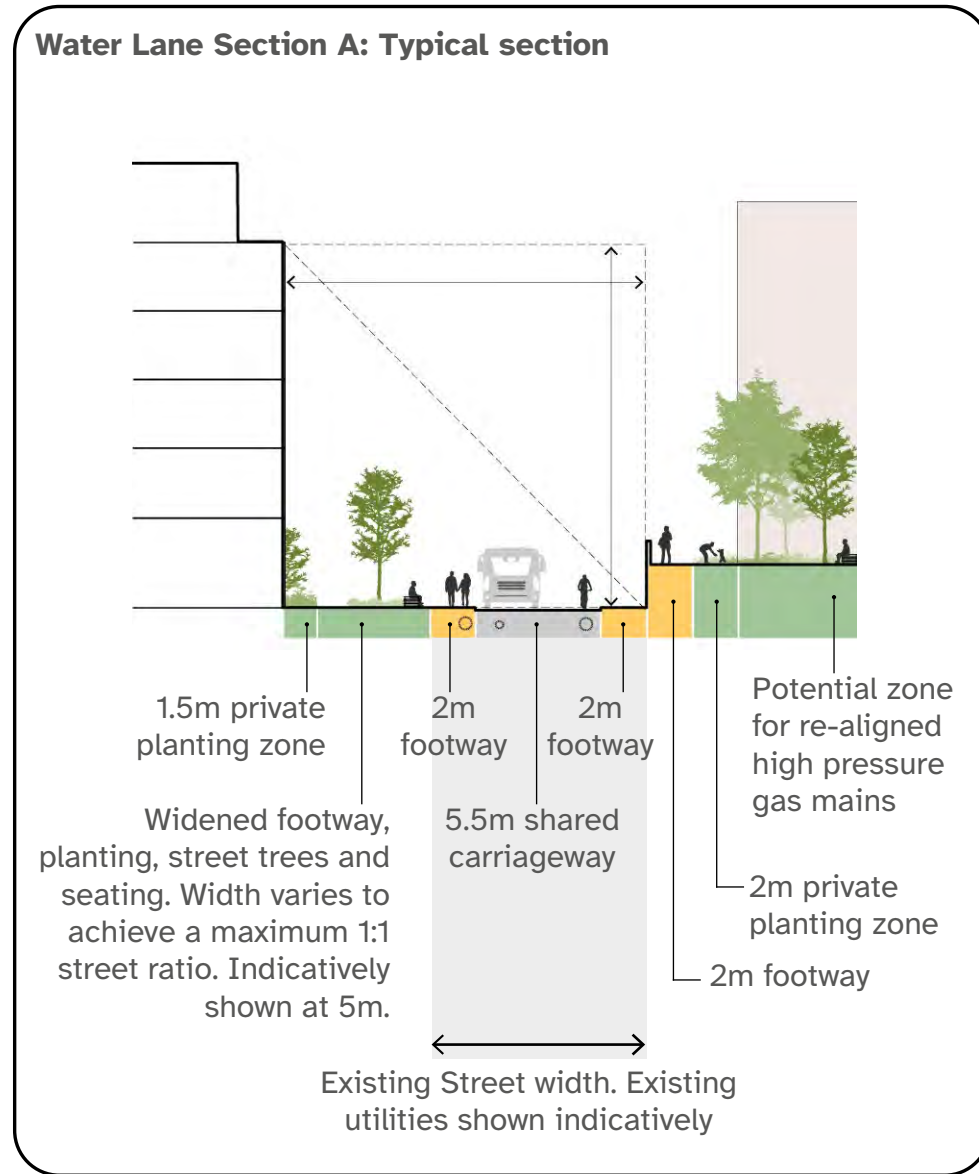 Water Lane Section A: Typical section
1.5m private
planting zone
2m
footway
2m
footway
Potential zone
for re-aligned
high pressure
gas mains
Widened footway,
planting, street trees and
seating. Width varies to
achieve a maximum 1:1
street ratio. Indicatively
shown at 5m.
5.5m shared
carriageway
2m private
planting zone
2m footway
Existing Street width. Existing
utilities shown indicatively